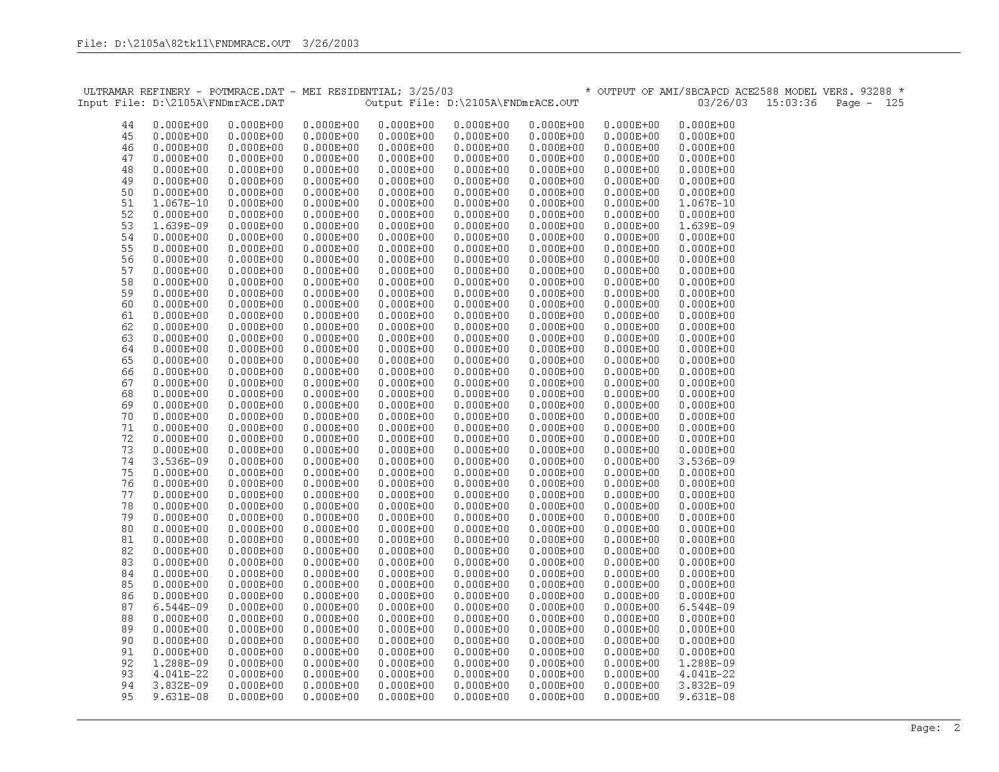 File: D:\2105a\82tk11\FNDMRACE.OUT  3/26/2003
ULTRAMAR REFINERY - POTMRACE.DAT - MEI RESIDENTIAL; 3/25/03 * OUTPUT OF AMI/SBCAPCD ACE2588 MODEL VERS. 93288 *
Input File: D:\2105A\FNDmrACE.DAT Output File: D:\2105A\FNDmrACE.OUT 03/26/03 15:03:36 Page - 125
44 0.000E+00 0.000E+00 0.000E+00 0.000E+00 0.000E+00 0.000E+00 0.000E+00 0.000E+00
45 0.000E+00 0.000E+00 0.000E+00 0.000E+00 0.000E+00 0.000E+00 0.000E+00 0.000E+00
46 0.000E+00 0.000E+00 0.000E+00 0.000E+00 0.000E+00 0.000E+00 0.000E+00 0.000E+00
47 0.000E+00 0.000E+00 0.000E+00 0.000E+00 0.000E+00 0.000E+00 0.000E+00 0.000E+00
48 0.000E+00 0.000E+00 0.000E+00 0.000E+00 0.000E+00 0.000E+00 0.000E+00 0.000E+00
49 0.000E+00 0.000E+00 0.000E+00 0.000E+00 0.000E+00 0.000E+00 0.000E+00 0.000E+00
50 0.000E+00 0.000E+00 0.000E+00 0.000E+00 0.000E+00 0.000E+00 0.000E+00 0.000E+00
51 1.067E-10 0.000E+00 0.000E+00 0.000E+00 0.000E+00 0.000E+00 0.000E+00 1.067E-10
52 0.000E+00 0.000E+00 0.000E+00 0.000E+00 0.000E+00 0.000E+00 0.000E+00 0.000E+00
53 1.639E-09 0.000E+00 0.000E+00 0.000E+00 0.000E+00 0.000E+00 0.000E+00 1.639E-09
54 0.000E+00 0.000E+00 0.000E+00 0.000E+00 0.000E+00 0.000E+00 0.000E+00 0.000E+00
55 0.000E+00 0.000E+00 0.000E+00 0.000E+00 0.000E+00 0.000E+00 0.000E+00 0.000E+00
56 0.000E+00 0.000E+00 0.000E+00 0.000E+00 0.000E+00 0.000E+00 0.000E+00 0.000E+00
57 0.000E+00 0.000E+00 0.000E+00 0.000E+00 0.000E+00 0.000E+00 0.000E+00 0.000E+00
58 0.000E+00 0.000E+00 0.000E+00 0.000E+00 0.000E+00 0.000E+00 0.000E+00 0.000E+00
59 0.000E+00 0.000E+00 0.000E+00 0.000E+00 0.000E+00 0.000E+00 0.000E+00 0.000E+00
60 0.000E+00 0.000E+00 0.000E+00 0.000E+00 0.000E+00 0.000E+00 0.000E+00 0.000E+00
61 0.000E+00 0.000E+00 0.000E+00 0.000E+00 0.000E+00 0.000E+00 0.000E+00 0.000E+00
62 0.000E+00 0.000E+00 0.000E+00 0.000E+00 0.000E+00 0.000E+00 0.000E+00 0.000E+00
63 0.000E+00 0.000E+00 0.000E+00 0.000E+00 0.000E+00 0.000E+00 0.000E+00 0.000E+00
64 0.000E+00 0.000E+00 0.000E+00 0.000E+00 0.000E+00 0.000E+00 0.000E+00 0.000E+00
65 0.000E+00 0.000E+00 0.000E+00 0.000E+00 0.000E+00 0.000E+00 0.000E+00 0.000E+00
66 0.000E+00 0.000E+00 0.000E+00 0.000E+00 0.000E+00 0.000E+00 0.000E+00 0.000E+00
67 0.000E+00 0.000E+00 0.000E+00 0.000E+00 0.000E+00 0.000E+00 0.000E+00 0.000E+00
68 0.000E+00 0.000E+00 0.000E+00 0.000E+00 0.000E+00 0.000E+00 0.000E+00 0.000E+00
69 0.000E+00 0.000E+00 0.000E+00 0.000E+00 0.000E+00 0.000E+00 0.000E+00 0.000E+00
70 0.000E+00 0.000E+00 0.000E+00 0.000E+00 0.000E+00 0.000E+00 0.000E+00 0.000E+00
71 0.000E+00 0.000E+00 0.000E+00 0.000E+00 0.000E+00 0.000E+00 0.000E+00 0.000E+00
72 0.000E+00 0.000E+00 0.000E+00 0.000E+00 0.000E+00 0.000E+00 0.000E+00 0.000E+00
73 0.000E+00 0.000E+00 0.000E+00 0.000E+00 0.000E+00 0.000E+00 0.000E+00 0.000E+00
74 3.536E-09 0.000E+00 0.000E+00 0.000E+00 0.000E+00 0.000E+00 0.000E+00 3.536E-09
75 0.000E+00 0.000E+00 0.000E+00 0.000E+00 0.000E+00 0.000E+00 0.000E+00 0.000E+00
76 0.000E+00 0.000E+00 0.000E+00 0.000E+00 0.000E+00 0.000E+00 0.000E+00 0.000E+00
77 0.000E+00 0.000E+00 0.000E+00 0.000E+00 0.000E+00 0.000E+00 0.000E+00 0.000E+00
78 0.000E+00 0.000E+00 0.000E+00 0.000E+00 0.000E+00 0.000E+00 0.000E+00 0.000E+00
79 0.000E+00 0.000E+00 0.000E+00 0.000E+00 0.000E+00 0.000E+00 0.000E+00 0.000E+00
80 0.000E+00 0.000E+00 0.000E+00 0.000E+00 0.000E+00 0.000E+00 0.000E+00 0.000E+00
81 0.000E+00 0.000E+00 0.000E+00 0.000E+00 0.000E+00 0.000E+00 0.000E+00 0.000E+00
82 0.000E+00 0.000E+00 0.000E+00 0.000E+00 0.000E+00 0.000E+00 0.000E+00 0.000E+00
83 0.000E+00 0.000E+00 0.000E+00 0.000E+00 0.000E+00 0.000E+00 0.000E+00 0.000E+00
84 0.000E+00 0.000E+00 0.000E+00 0.000E+00 0.000E+00 0.000E+00 0.000E+00 0.000E+00
85 0.000E+00 0.000E+00 0.000E+00 0.000E+00 0.000E+00 0.000E+00 0.000E+00 0.000E+00
86 0.000E+00 0.000E+00 0.000E+00 0.000E+00 0.000E+00 0.000E+00 0.000E+00 0.000E+00
87 6.544E-09 0.000E+00 0.000E+00 0.000E+00 0.000E+00 0.000E+00 0.000E+00 6.544E-09
88 0.000E+00 0.000E+00 0.000E+00 0.000E+00 0.000E+00 0.000E+00 0.000E+00 0.000E+00
89 0.000E+00 0.000E+00 0.000E+00 0.000E+00 0.000E+00 0.000E+00 0.000E+00 0.000E+00
90 0.000E+00 0.000E+00 0.000E+00 0.000E+00 0.000E+00 0.000E+00 0.000E+00 0.000E+00
91 0.000E+00 0.000E+00 0.000E+00 0.000E+00 0.000E+00 0.000E+00 0.000E+00 0.000E+00
92 1.288E-09 0.000E+00 0.000E+00 0.000E+00 0.000E+00 0.000E+00 0.000E+00 1.288E-09
93 4.041E-22 0.000E+00 0.000E+00 0.000E+00 0.000E+00 0.000E+00 0.000E+00 4.041E-22
94 3.832E-09 0.000E+00 0.000E+00 0.000E+00 0.000E+00 0.000E+00 0.000E+00 3.832E-09
95 9.631E-08 0.000E+00 0.000E+00 0.000E+00 0.000E+00 0.000E+00 0.000E+00 9.631E-08
Page: 2